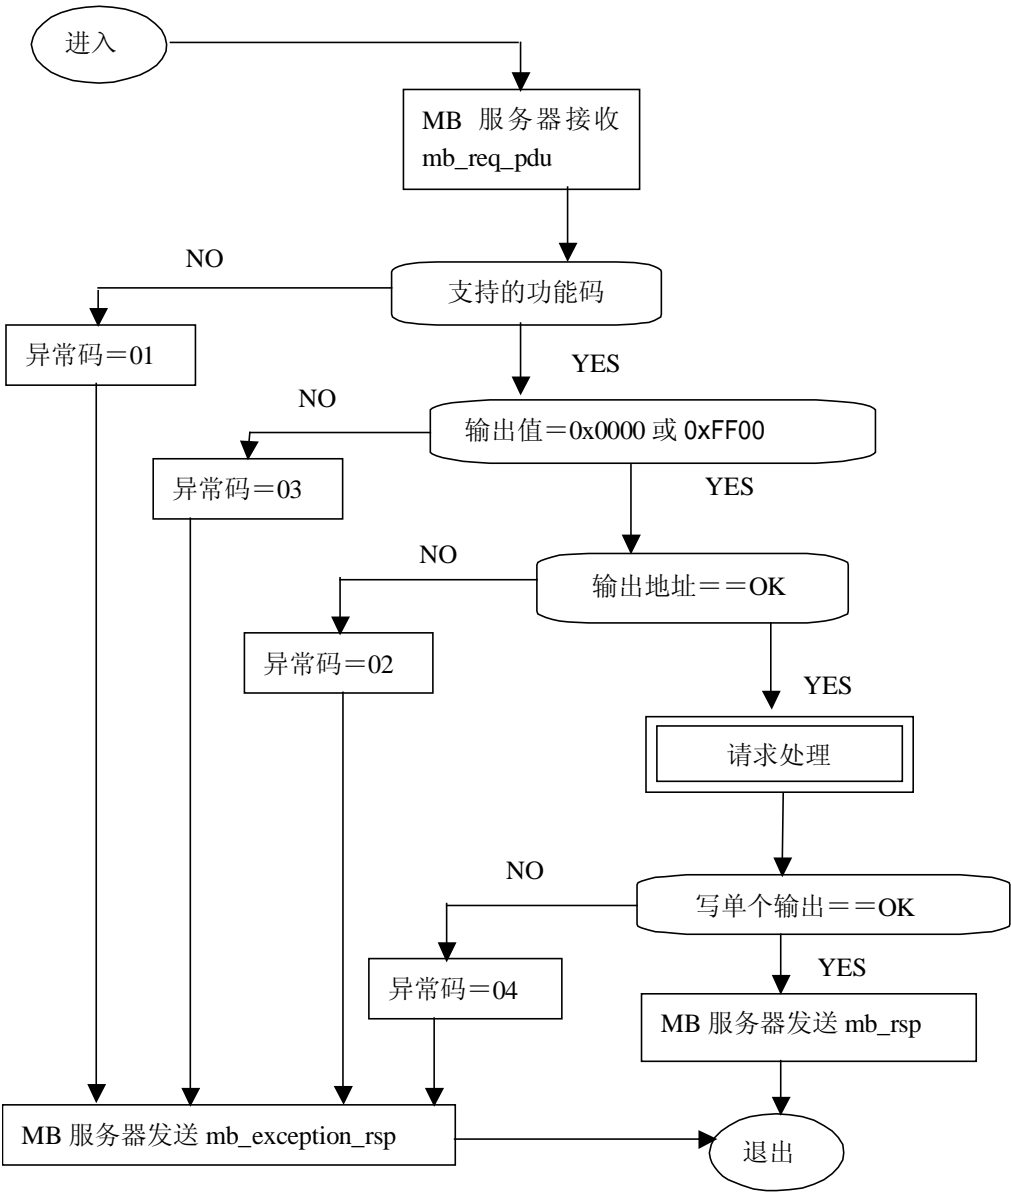 进入
MB 服务器接收
mb_req_pdu
NO
支持的功能码
异常码＝01
YES
NO
输出值＝0x0000 或 0xFF00
异常码＝03
YES
NO
输出地址＝＝OK
异常码＝02
YES
请求处理
NO
写单个输出＝＝OK
异常码＝04
YES
MB 服务器发送 mb_rsp
MB 服务器发送 mb_exception_rsp
退出